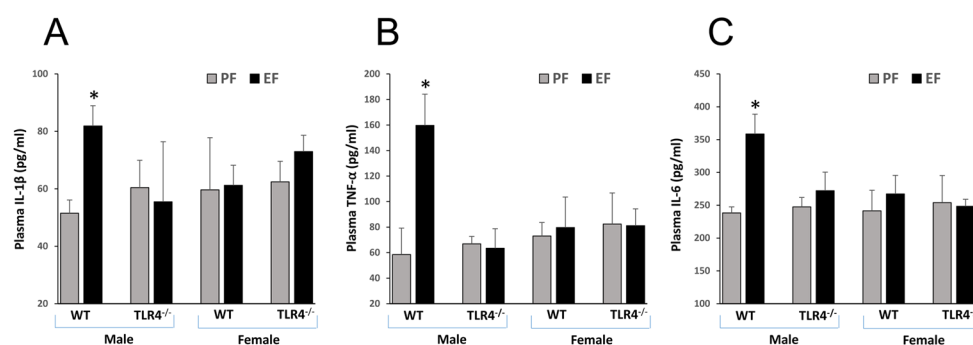 A
B
C
PF EF
Plasma IL-1β (pg/ml)
100
80
60
40
20
*
WT TLR4-/- WT TLR4-/-
Male Female
PF EF
Plasma TNF-α (pg/ml)
200
180
160
140
120
100
80
60
40
20
*
WT TLR4-/- WT TLR4-/-
Male Female
PF EF
Plasma IL-6 (pg/ml)
450
400
350
300
250
200
150
100
*
WT TLR4-/- WT TLR4-/
Male Female